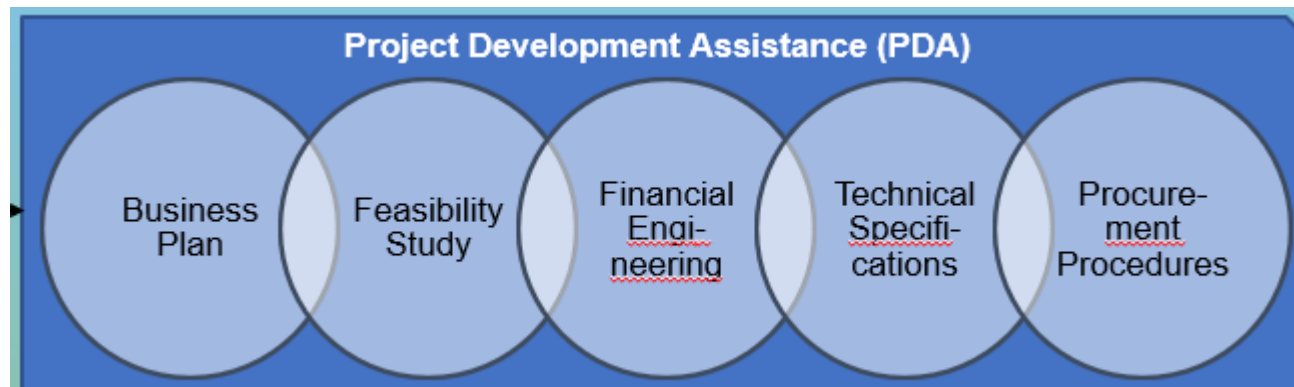 Project Development Assistance (PDA)
Business
Plan
Feasibility
Study
Financial
Engi-
neering
Technical
Specifi-
cations
Procure-
ment
Procedures